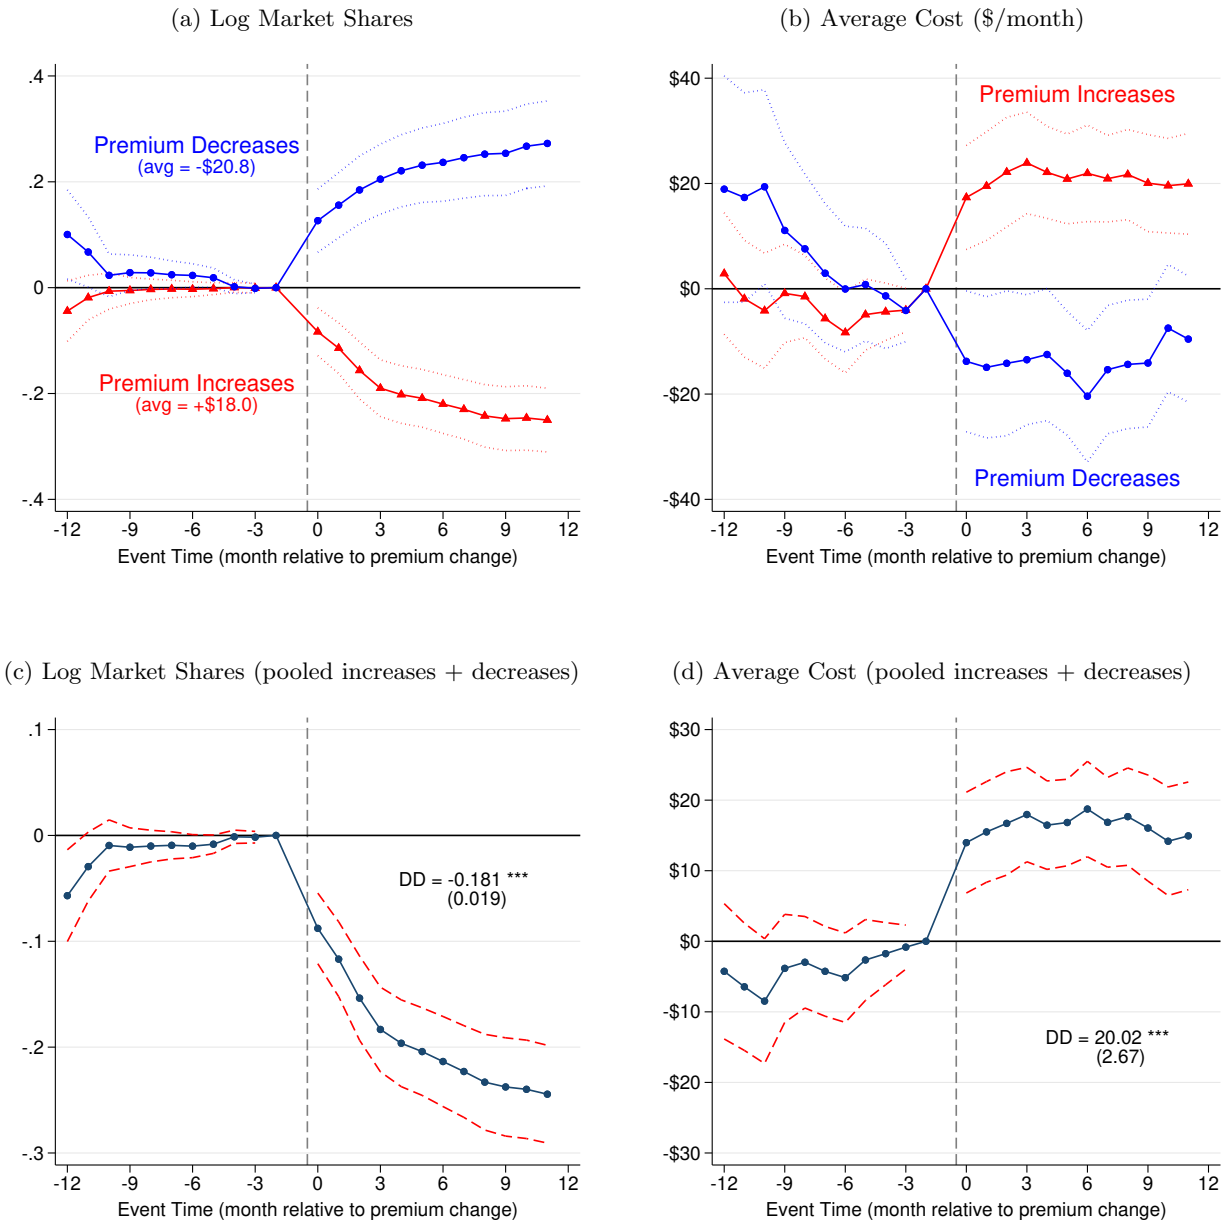 (a) Log Market Shares
.4
.2
0
-.2
-.4
Premium Decreases
(avg = -$20.8)
Premium Increases
(avg = +$18.0)
-12 -9 -6 -3 0 3 6 9 12
Event Time (month relative to premium change)
(b) Average Cost ($/month)
$40
$20
$0
-$20
-$40
Premium Increases
Premium Decreases
-12 -9 -6 -3 0 3 6 9 12
Event Time (month relative to premium change)
(c) Log Market Shares (pooled increases + decreases)
.1
0
-.1
-.2
-.3
DD = -0.181 ***
(0.019)
-12 -9 -6 -3 0 3 6 9 12
Event Time (month relative to premium change)
(d) Average Cost (pooled increases + decreases)
$30
$20
$10
$0
-$10
-$20
-$30
DD = 20.02 ***
(2.67)
-12 -9 -6 -3 0 3 6 9 12
Event Time (month relative to premium change)